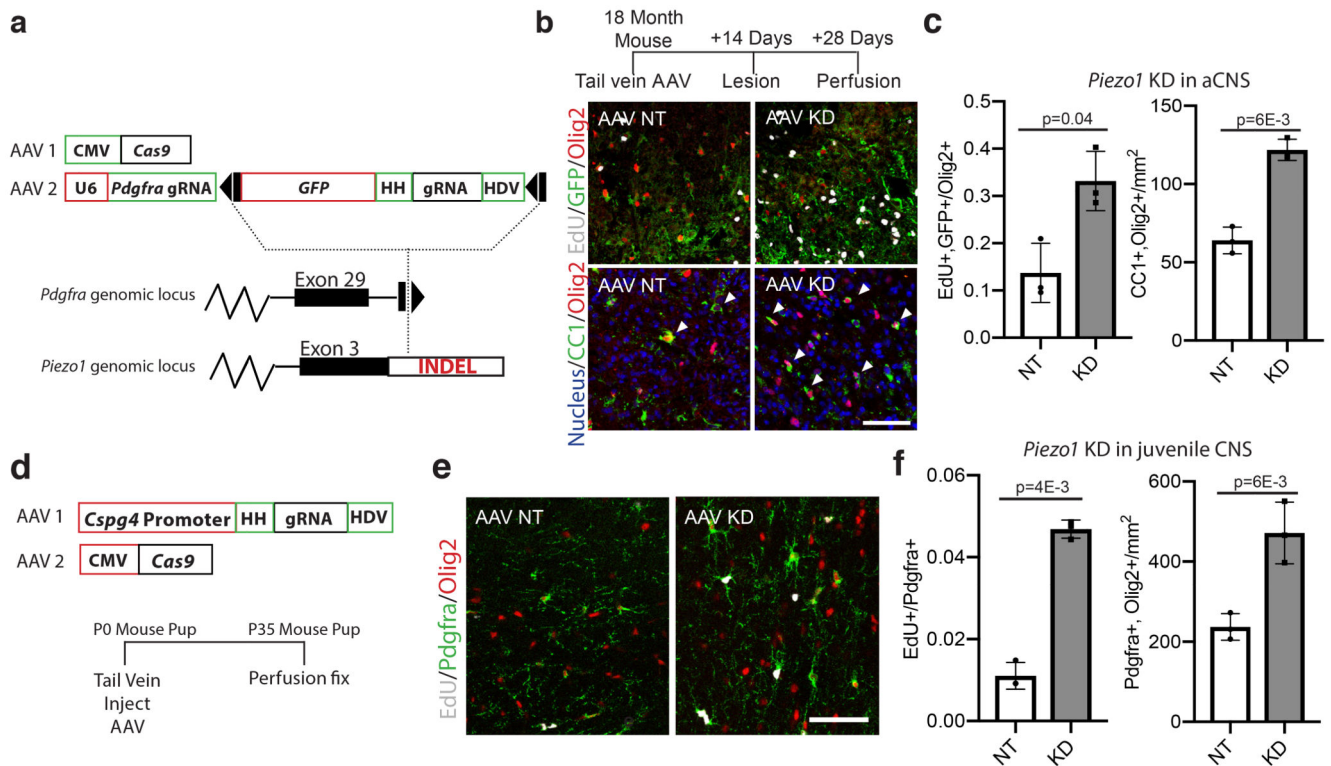 a
AAV 1 CMV Cas9
AAV 2 U6 Pdgfra gRNA GFP HH gRNA HDV
Pdgfra genomic locus Exon 29
Piezo1 genomic locus Exon 3 INDEL
b
18 Month Mouse +14 Days +28 Days
Tail vein AAV Lesion Perfusion
EdU/GFP/Olig2
AAV NT AAV KD
Nucleus/CC1/Olig2
AAV NT AAV KD
c
Piezo1 KD in aCNS
EdU+,GFP+/Olig2+
0.5
0.4
0.3
0.2
0.1
0.0
p=0.04
NT KD
CC1+,Olig2+/mm2
150
100
50
0
p=6E-3
NT KD
d
AAV 1 Cspg4 Promoter HH gRNA HDV
AAV 2 CMV Cas9
P0 Mouse Pup P35 Mouse Pup
Tail Vein Perfusion fix
Inject
AAV
e
EdU/Pdgfra/Olig2
AAV NT AAV KD
f
Piezo1 KD in juvenile CNS
EdU+/Pdgfra+
0.06
0.04
0.02
0.00
p=4E-3
NT KD
Pdgfra+, Olig2+/mm2
600
400
200
0
p=6E-3
NT KD